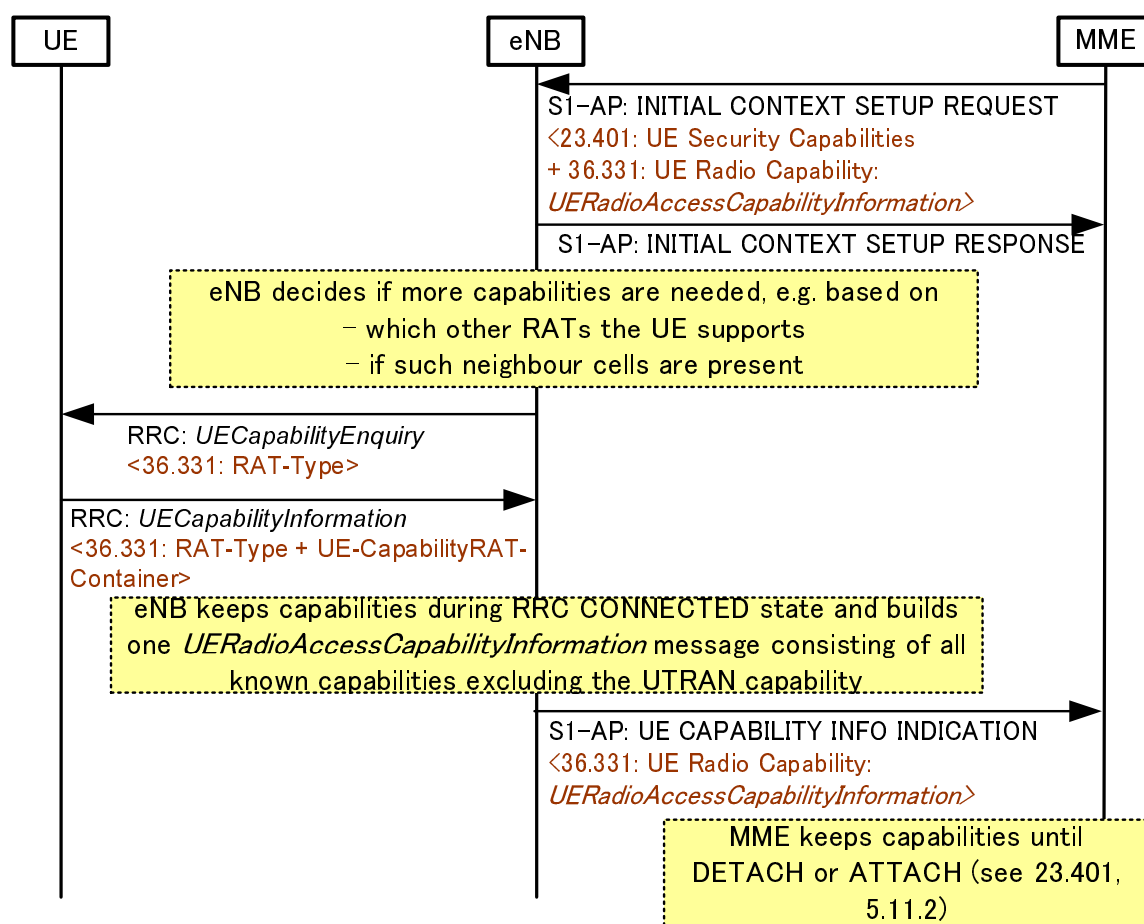 UE
eNB
MME
S1-AP: INITIAL CONTEXT SETUP REQUEST
<23.401: UE Security Capabilities
+ 36.331: UE Radio Capability:
UERadioAccessCapabilityInformation>
S1-AP: INITIAL CONTEXT SETUP RESPONSE
eNB decides if more capabilities are needed, e.g. based on
- which other RATs the UE supports
- if such neighbour cells are present
RRC: UECapabilityEnquiry
<36.331: RAT-Type>
RRC: UECapabilityInformation
<36.331: RAT-Type + UE-CapabilityRAT-
Container>
eNB keeps capabilities during RRC CONNECTED state and builds
one UERadioAccessCapabilityInformation message consisting of all
known capabilities excluding the UTRAN capability
S1-AP: UE CAPABILITY INFO INDICATION
<36.331: UE Radio Capability:
UERadioAccessCapabilityInformation>
MME keeps capabilities until
DETACH or ATTACH (see 23.401,
5.11.2)